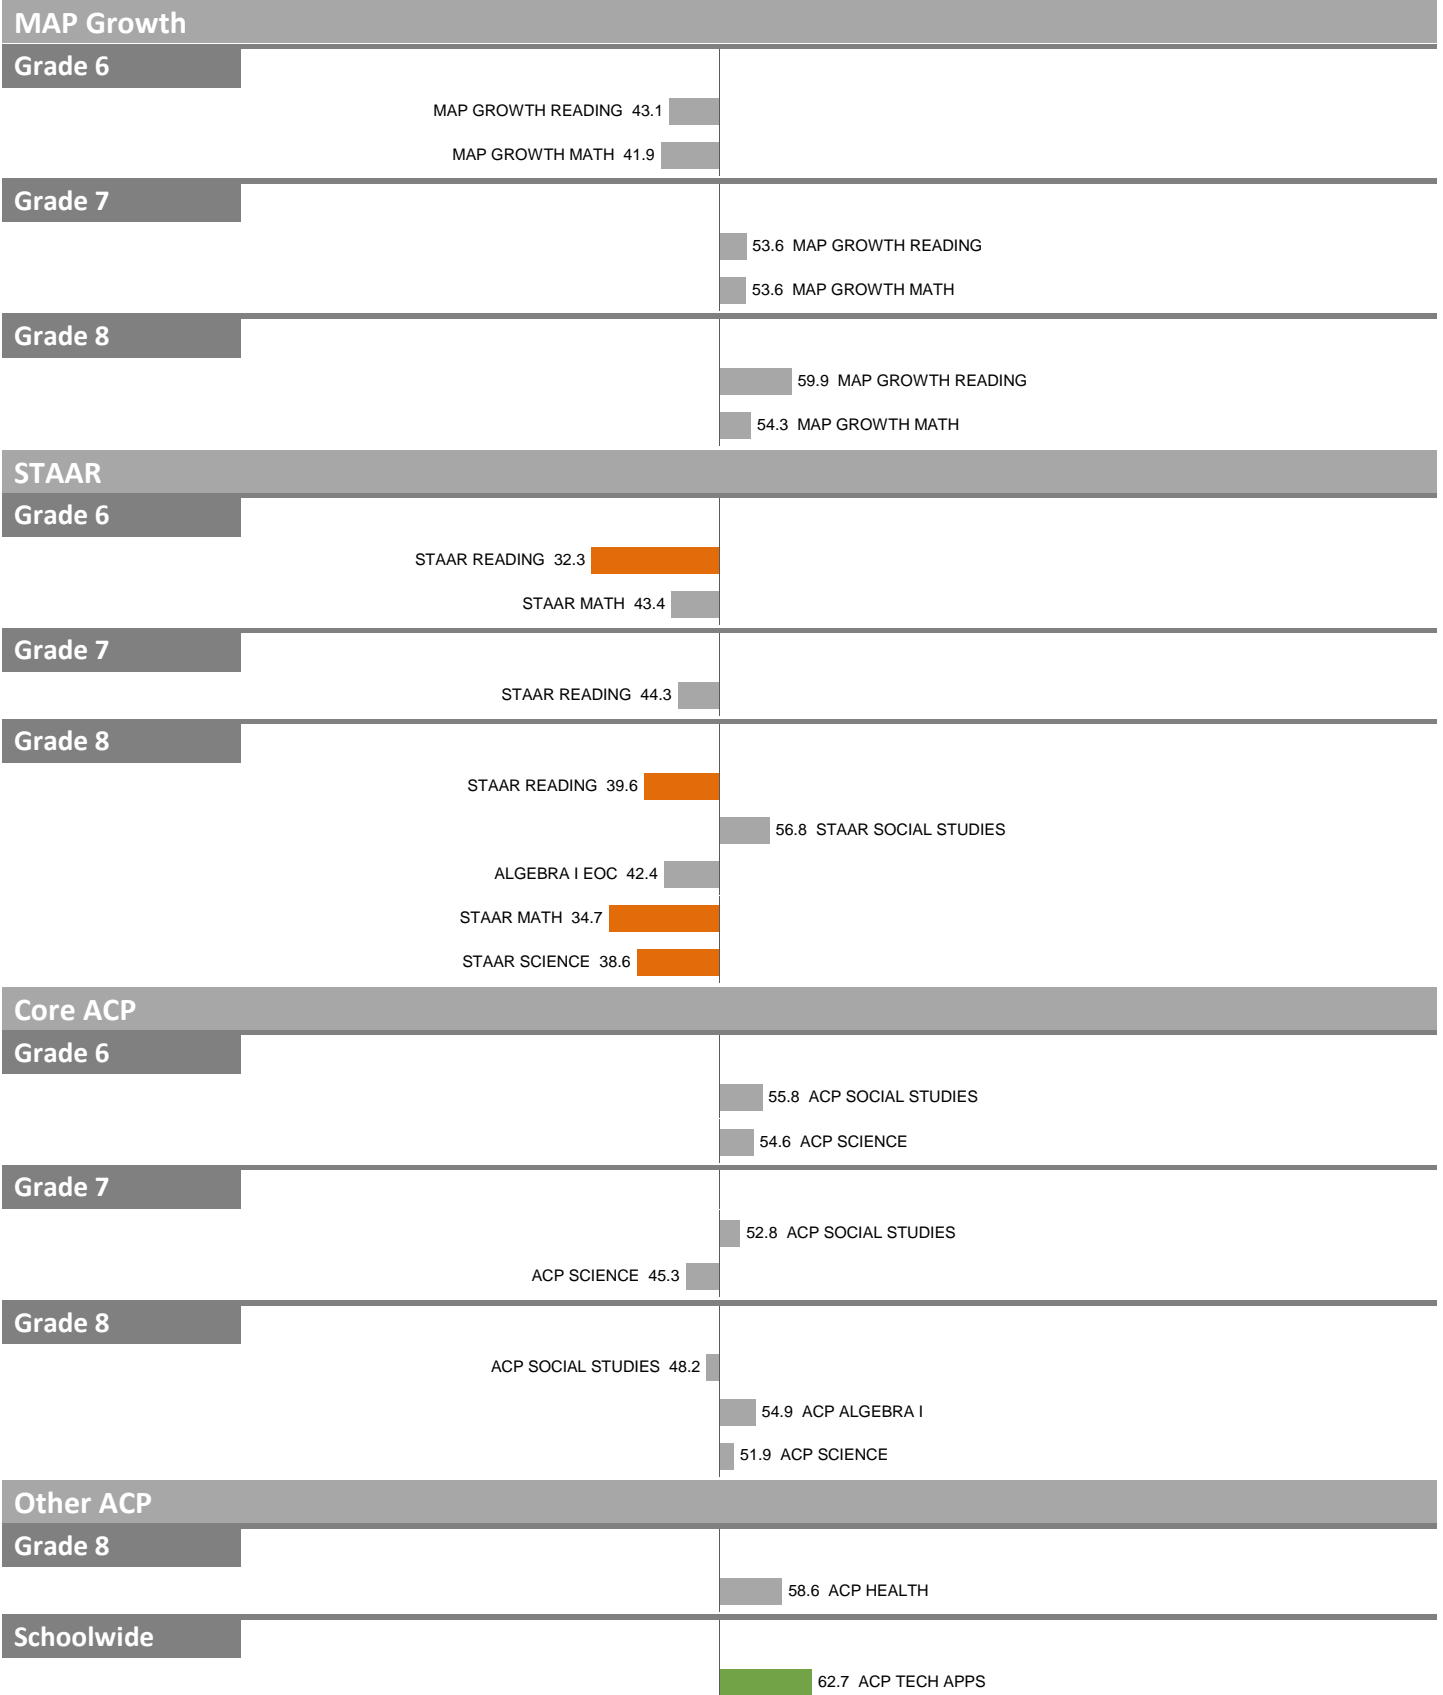 MAP Growth
Grade 6
MAP GROWTH READING 43.1
MAP GROWTH MATH 41.9
Grade 7
53.6 MAP GROWTH READING
53.6 MAP GROWTH MATH
Grade 8
59.9 MAP GROWTH READING
54.3 MAP GROWTH MATH
STAAR
Grade 6
STAAR READING 32.3
STAAR MATH 43.4
Grade 7
STAAR READING 44.3
Grade 8
STAAR READING 39.6
56.8 STAAR SOCIAL STUDIES
ALGEBRA I EOC 42.4
STAAR MATH 34.7
STAAR SCIENCE 38.6
Core ACP
Grade 6
55.8 ACP SOCIAL STUDIES
54.6 ACP SCIENCE
Grade 7
52.8 ACP SOCIAL STUDIES
ACP SCIENCE 45.3
Grade 8
ACP SOCIAL STUDIES 48.2
54.9 ACP ALGEBRA I
51.9 ACP SCIENCE
Other ACP
Grade 8
58.6 ACP HEALTH
Schoolwide
62.7 ACP TECH APPS